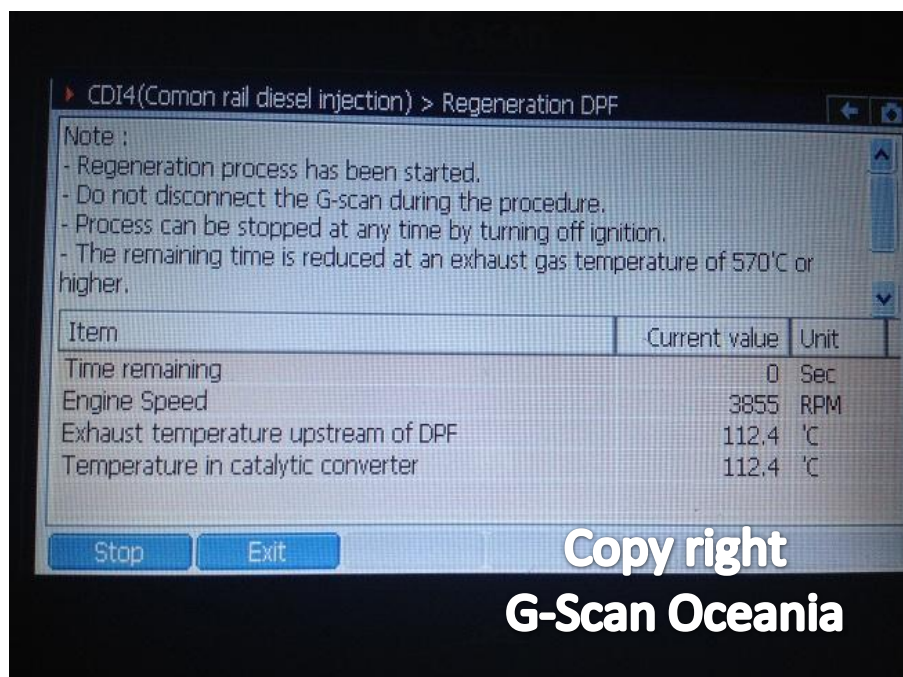 CDI4(Comon rail diesel injection) > Regeneration DPF
Note :
- Regeneration process has been started.
- Do not disconnect the G-scan during the procedure.
- Process can be stopped at any time by turning off ignition.
- The remaining time is reduced at an exhaust gas temperature of 570'C or
higher.
Item Current value Unit
Time remaining 0 Sec
Engine Speed 3855 RPM
Exhaust temperature upstream of DPF 112.4 'C
Temperature in catalytic converter 112.4 'C
Stop Exit
Copy right
G-Scan Oceania